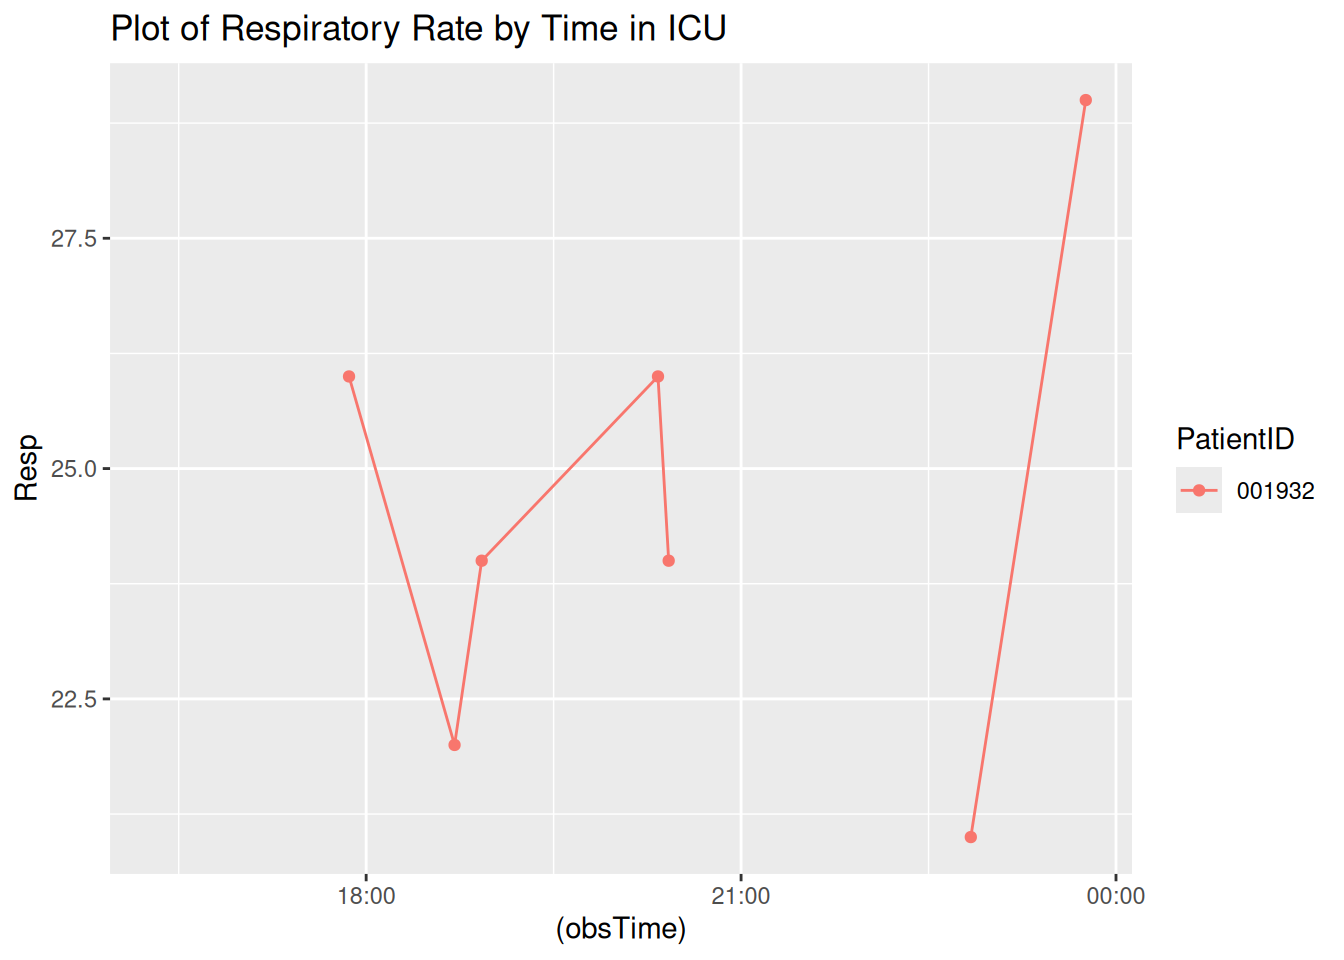 Plot of Respiratory Rate by Time in ICU
27.5
25.0
22.5
Resp
18:00
21:00
00:00
(obsTime)
PatientID
001932